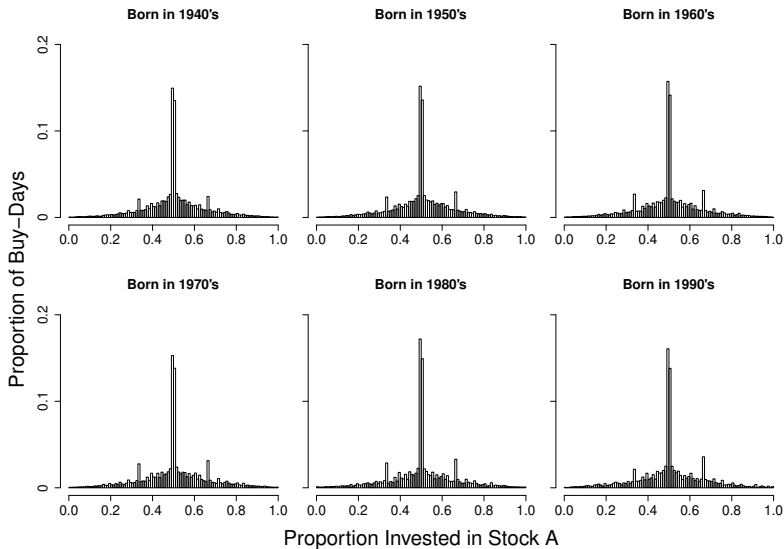 Born in 1940's
Born in 1950's
Born in 1960's
0.2
0.1
0
0.0 0.2 0.4 0.6 0.8 1.0
0.0 0.2 0.4 0.6 0.8 1.0
0.0 0.2 0.4 0.6 0.8 1.0
Proportion of Buy–Days
Born in 1970's
Born in 1980's
Born in 1990's
0.2
0.1
0
0.0 0.2 0.4 0.6 0.8 1.0
0.0 0.2 0.4 0.6 0.8 1.0
0.0 0.2 0.4 0.6 0.8 1.0
Proportion Invested in Stock A